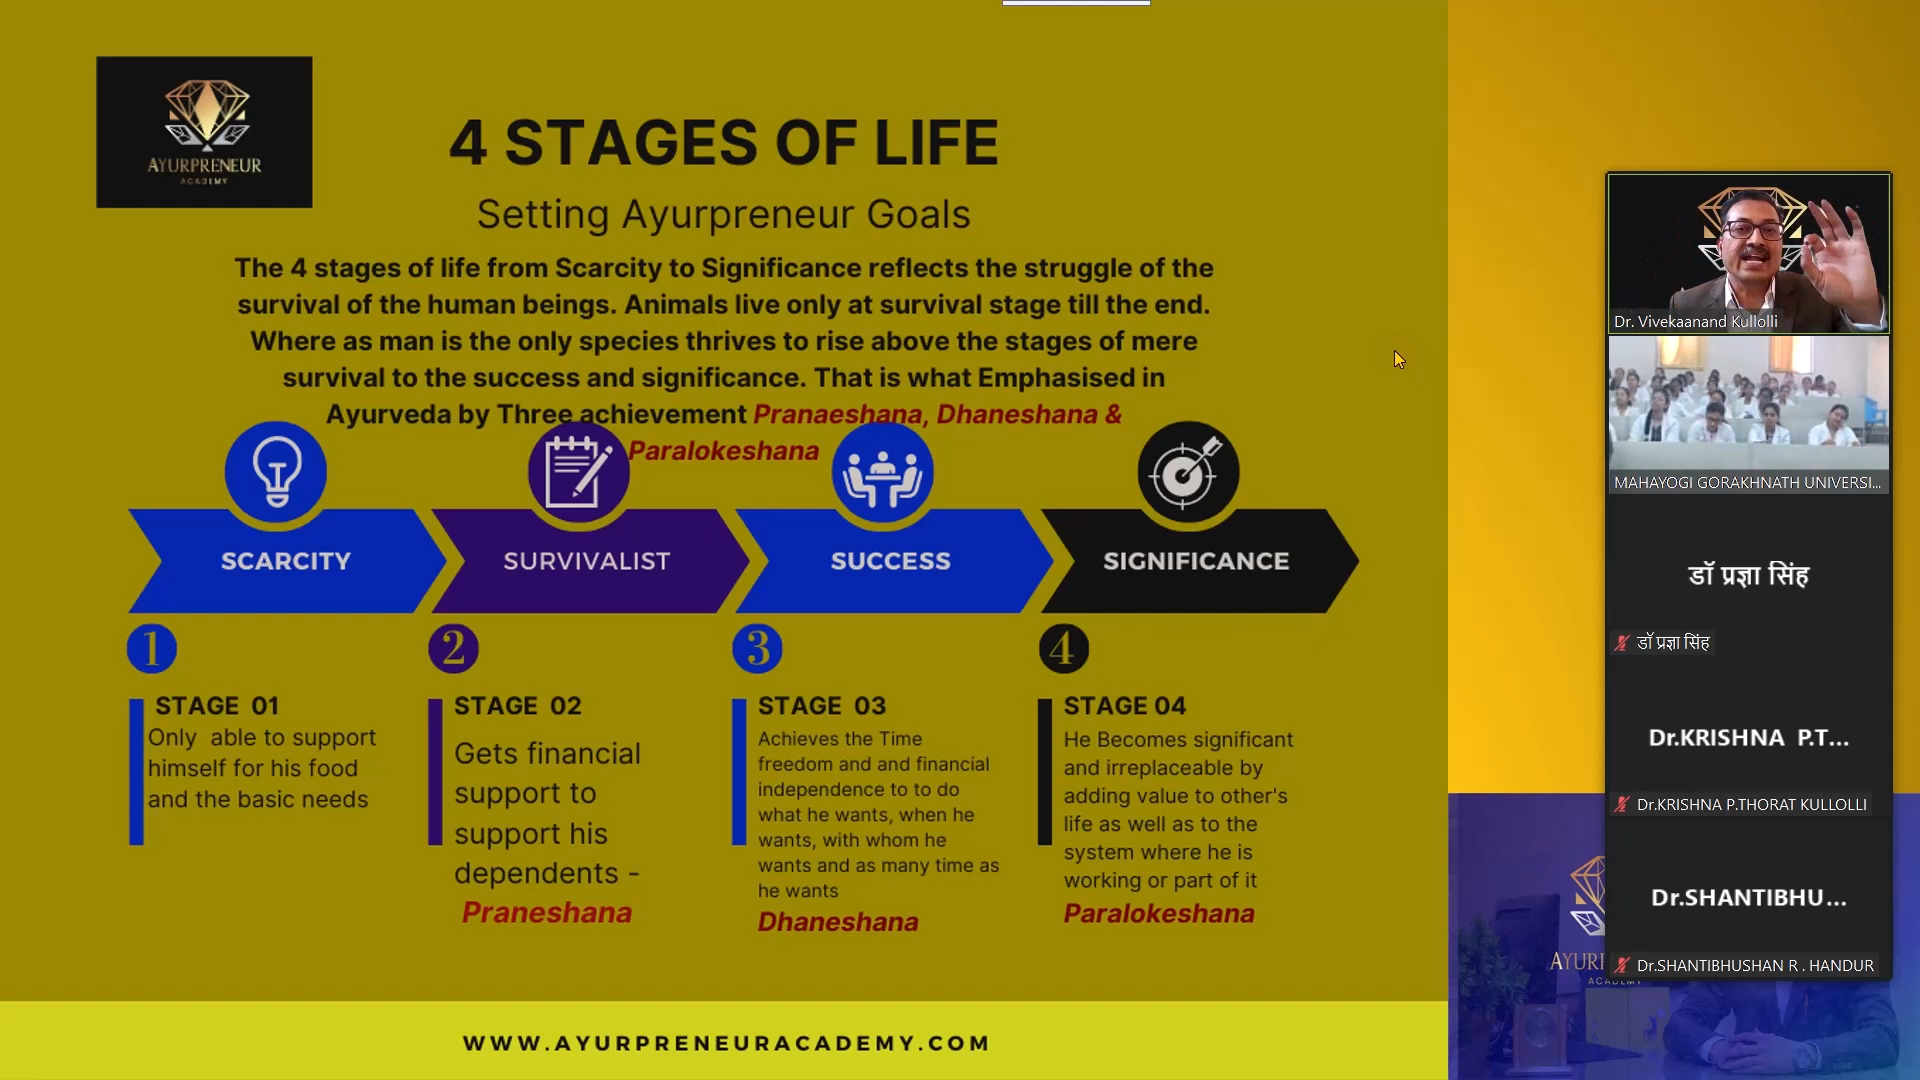 AYURPRENEUR
ACADEMY
4 STAGES OF LIFE
Setting Ayurpreneur Goals
The 4 stages of life from Scarcity to Significance reflects the struggle of the
survival of the human beings. Animals live only at survival stage till the end.
Where as man is the only species thrives to rise above the stages of mere
survival to the success and significance. That is what Emphasised in
Ayurveda by Three achievement Pranaeshana, Dhaneshana &
Paralokeshana
SCARCITY
SURVIVALIST
SUCCESS
SIGNIFICANCE
1
STAGE 01
Only able to support
himself for his food
and the basic needs
2
STAGE 02
Gets financial
support to
support his
dependents -
Praneshana
3
STAGE 03
Achieves the Time
freedom and and financial
independence to to do
what he wants, when he
wants, with whom he
wants and as many time as
he wants
Dhaneshana
4
STAGE 04
He Becomes significant
and irreplaceable by
adding value to other's
life as well as to the
system where he is
working or part of it
Paralokeshana
WWW.AYURPRENEURACADEMY.COM
Dr. Vivekaanand Kullolli
MAHAYOGI GORAKHNATH UNIVERSI...
डॉ प्रज्ञा सिंह
डॉ प्रज्ञा सिंह
Dr.KRISHNA P.T...
Dr.KRISHNA P.THORAT KULLOLLI
Dr.SHANTIBHU...
Dr.SHANTIBHUSHAN R . HANDUR
AYUR
ACADEMY